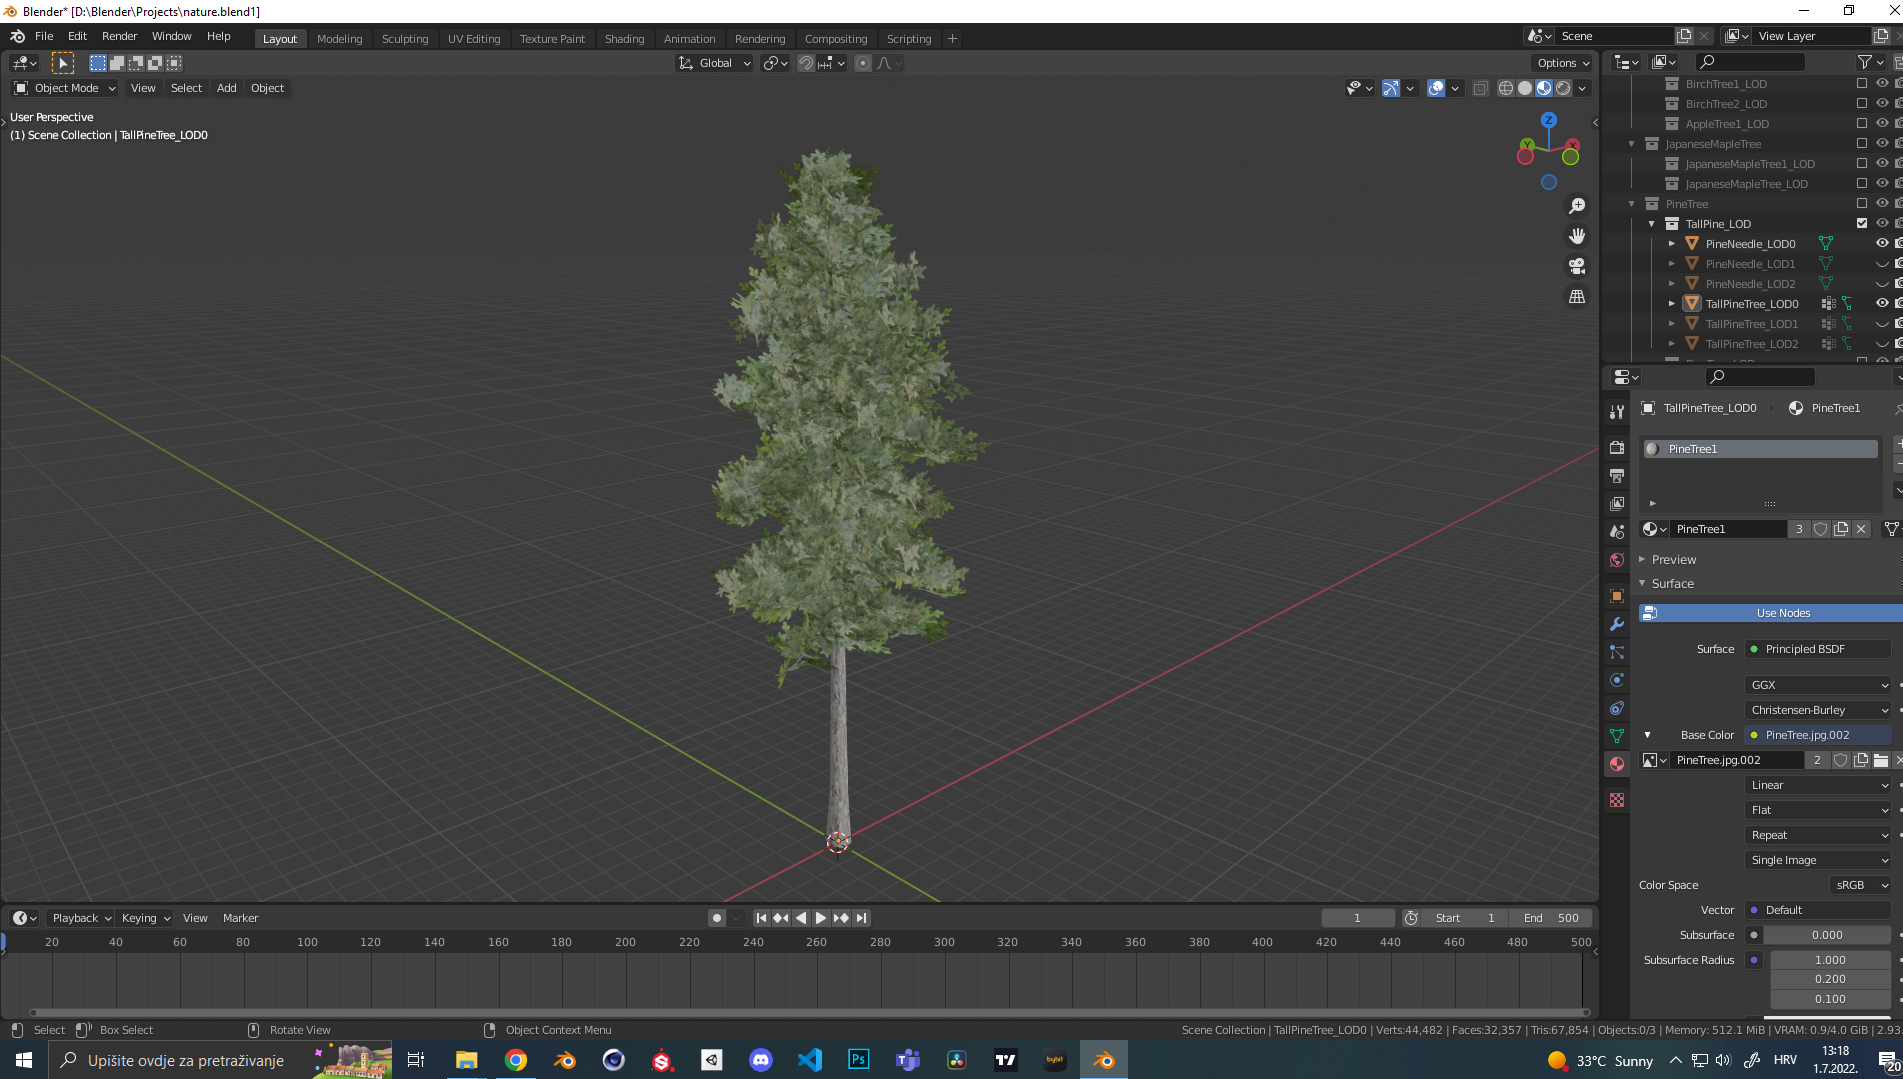 Blender* [D:\Blender\Projects\nature.blend1]
File Edit Render Window Help Layout Modeling Sculpting UV Editing Texture Paint Shading Animation Rendering Compositing Scripting + Scene View Layer
Global Options
Object Mode View Select Add Object
User Perspective
(1) Scene Collection | TallPineTree_LOD0
Z
Y X
BirchTree1_LOD
BirchTree2_LOD
AppleTree1_LOD
JapaneseMapleTree
JapaneseMapleTree1_LOD
JapaneseMapleTree_LOD
PineTree
TallPine_LOD
PineNeedle_LOD0
PineNeedle_LOD1
PineNeedle_LOD2
TallPineTree_LOD0
TallPineTree_LOD1
TallPineTree_LOD2
TallPineTree_LOD0 PineTree1
PineTree1
PineTree1 3
Preview
Surface
Use Nodes
Surface Principled BSDF
GGX
Christensen-Burley
Base Color PineTree.jpg.002
PineTree.jpg.002 2
Linear
Flat
Repeat
Single Image
Color Space sRGB
Vector Default
Subsurface 0.000
Subsurface Radius 1.000
0.200
0.100
Playback Keying View Marker 1 Start 1 End 500
20 40 60 80 100 120 140 160 180 200 220 240 260 280 300 320 340 360 380 400 420 440 460 480 500
Select Box Select Rotate View Object Context Menu Scene Collection | TallPineTree_LOD0 | Verts:44,482 | Faces:32,357 | Tris:67,854 | Objects:0/3 | Memory: 512.1 MiB | VRAM: 0.9/4.0 GiB | 2.93.
Upišite ovdje za pretraživanje Ps bybit 33°C Sunny HRV 13:18
1.7.2022. 20